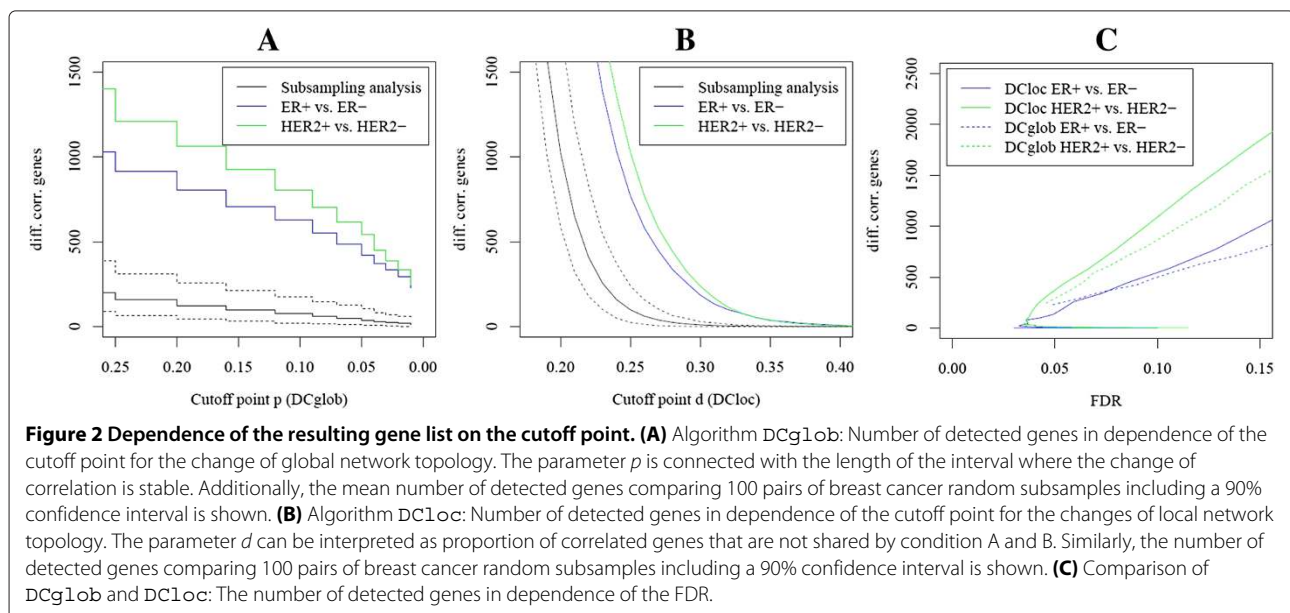 A
B
C
diff. corr. genes
0
500
1000
1500
Subsampling analysis
ER+ vs. ER−
HER2+ vs. HER2−
0.25
0.20
0.15
0.10
0.05
0.00
Cutoff point p (DCglob)
diff. corr. genes
0
500
1000
1500
Subsampling analysis
ER+ vs. ER−
HER2+ vs. HER2−
0.20
0.25
0.30
0.35
0.40
Cutoff point d (DCloc)
diff. corr. genes
0
500
1000
1500
2000
2500
DCloc ER+ vs. ER−
DCloc HER2+ vs. HER2−
DCglob ER+ vs. ER−
DCglob HER2+ vs. HER2−
0.00
0.05
0.10
0.15
FDR
Figure 2 Dependence of the resulting gene list on the cutoff point. (A) Algorithm DCglob: Number of detected genes in dependence of the
cutoff point for the change of global network topology. The parameter p is connected with the length of the interval where the change of
correlation is stable. Additionally, the mean number of detected genes comparing 100 pairs of breast cancer random subsamples including a 90%
confidence interval is shown. (B) Algorithm DCloc: Number of detected genes in dependence of the cutoff point for the changes of local network
topology. The parameter d can be interpreted as proportion of correlated genes that are not shared by condition A and B. Similarly, the number of
detected genes comparing 100 pairs of breast cancer random subsamples including a 90% confidence interval is shown. (C) Comparison of
DCglob and DCloc: The number of detected genes in dependence of the FDR.